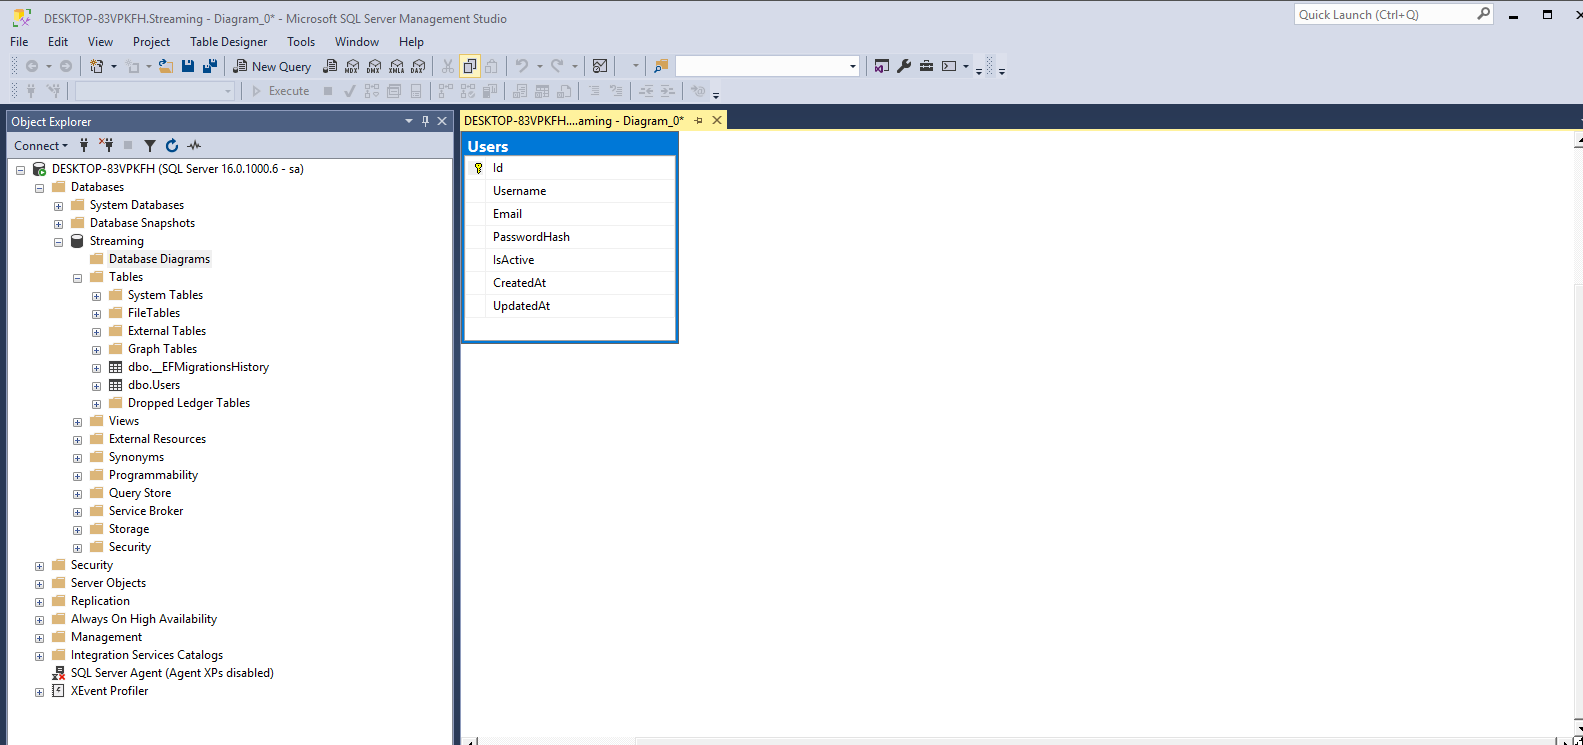 DESKTOP-83VPKFH.Streaming - Diagram_0* - Microsoft SQL Server Management Studio
Quick Launch (Ctrl+Q)
File Edit View Project Table Designer Tools Window Help
New Query MDX DMX XMLA DAX
Execute
Object Explorer
DESKTOP-83VPKFH....aming - Diagram_0*
Connect
DESKTOP-83VPKFH (SQL Server 16.0.1000.6 - sa)
Databases
System Databases
Database Snapshots
Streaming
Database Diagrams
Tables
System Tables
FileTables
External Tables
Graph Tables
dbo.__EFMigrationsHistory
dbo.Users
Dropped Ledger Tables
Views
External Resources
Synonyms
Programmability
Query Store
Service Broker
Storage
Security
Security
Server Objects
Replication
Always On High Availability
Management
Integration Services Catalogs
SQL Server Agent (Agent XPs disabled)
XEvent Profiler
Users
Id
Username
Email
PasswordHash
IsActive
CreatedAt
UpdatedAt